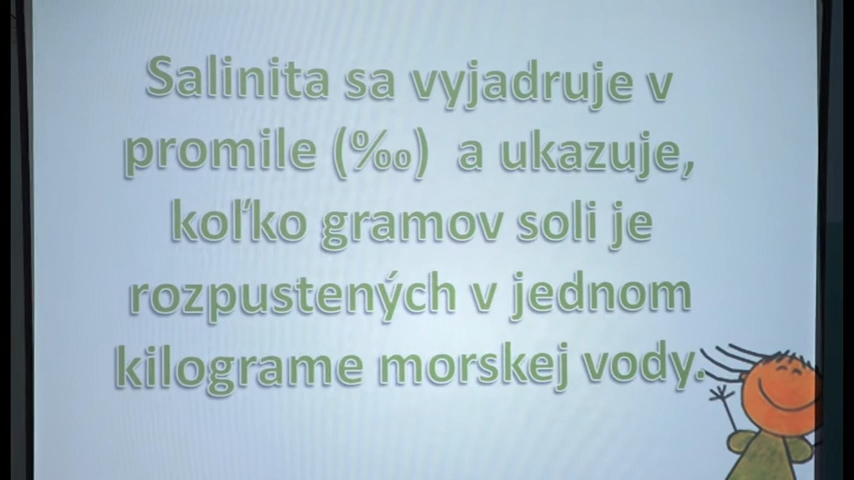 Salinita sa vyjadruje v
promile (‰) a ukazuje,
koľko gramov soli je
rozpustených v jednom
kilograme morskej vody.